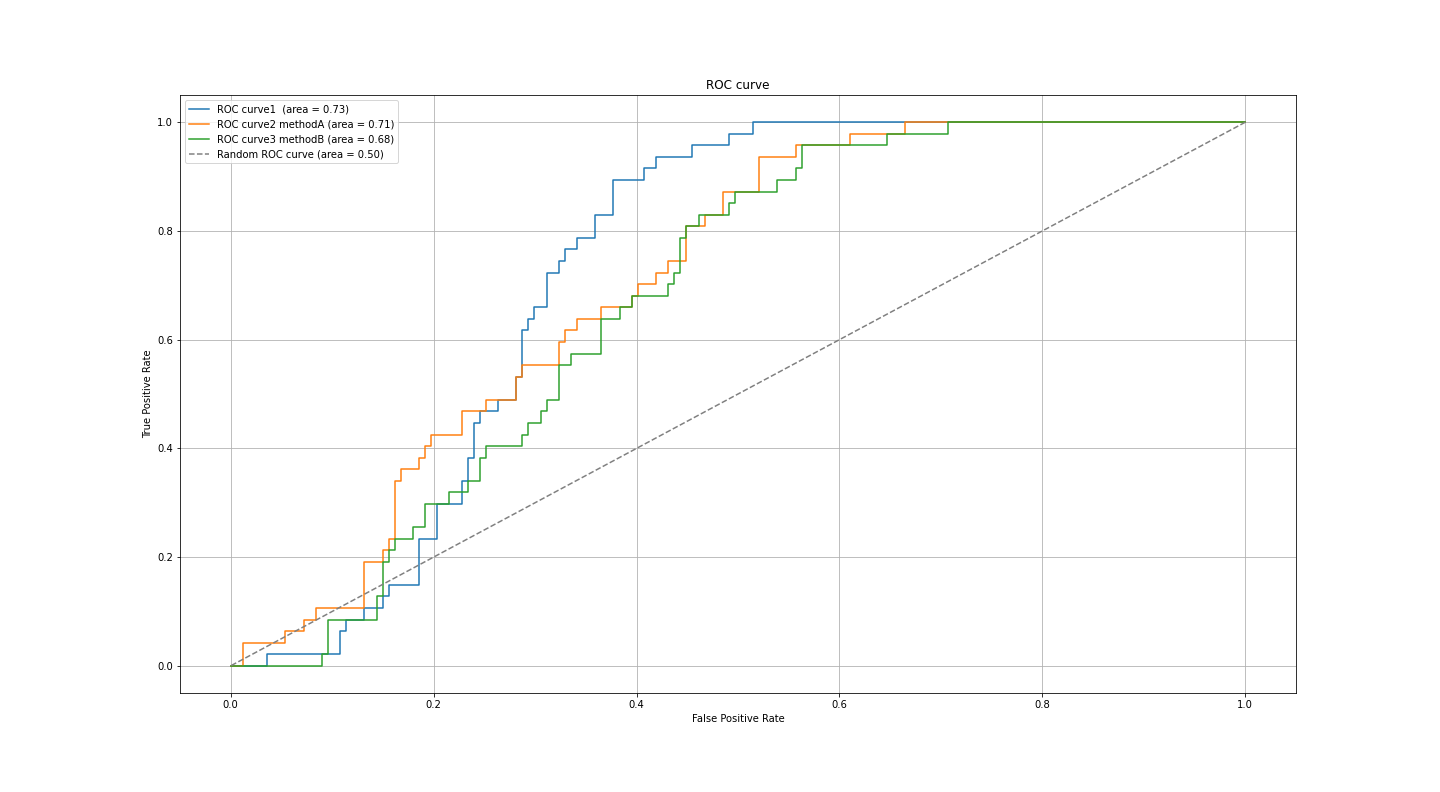 ROC curve
ROC curve1  (area = 0.73)
ROC curve2 methodA (area = 0.71)
ROC curve3 methodB (area = 0.68)
Random ROC curve (area = 0.50)
True Positive Rate
1.0
0.8
0.6
0.4
0.2
0.0
0.0 0.2 0.4 0.6 0.8 1.0
False Positive Rate